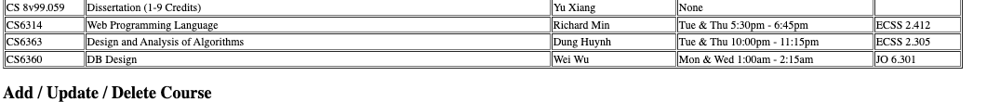 CS 8v99.059 Dissertation (1-9 Credits) Yu Xiang None
CS6314 Web Programming Language Richard Min Tue & Thu 5:30pm - 6:45pm ECSS 2.412
CS6363 Design and Analysis of Algorithms Dung Huynh Tue & Thu 10:00pm - 11:15pm ECSS 2.305
CS6360 DB Design Wei Wu Mon & Wed 1:00am - 2:15am JO 6.301
Add / Update / Delete Course